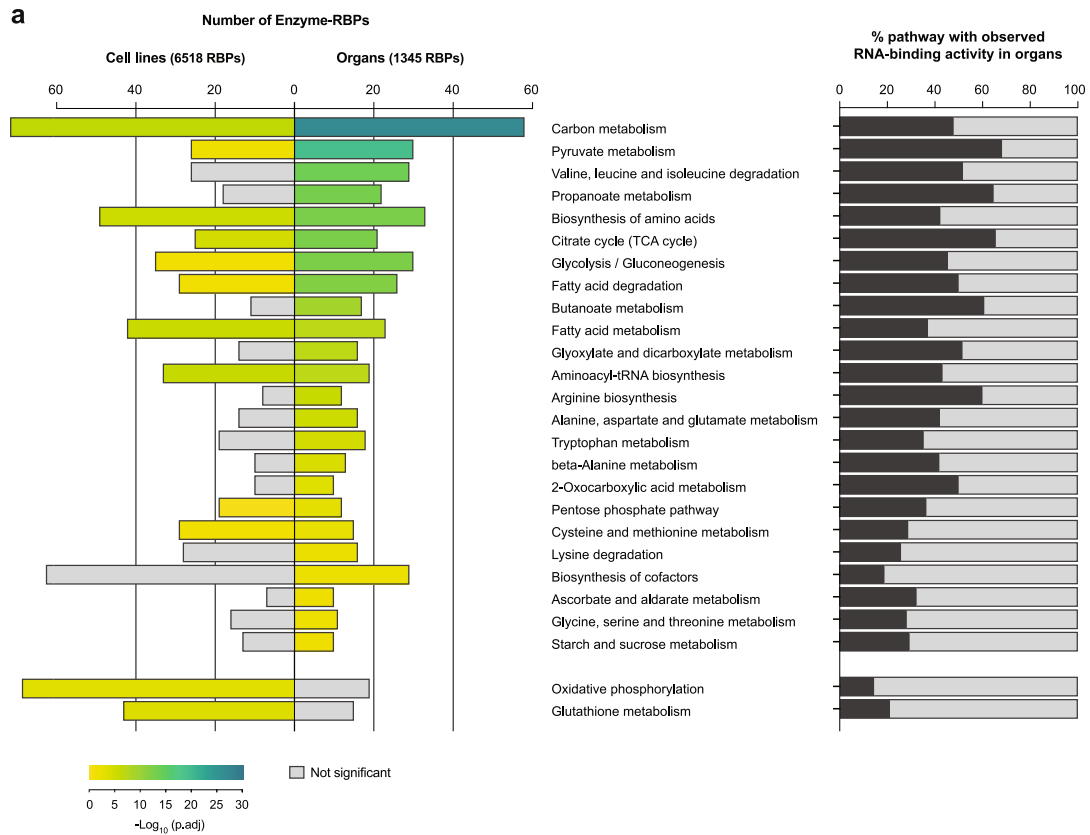 a
Number of Enzyme-RBPs
Cell lines (6518 RBPs)
Organs (1345 RBPs)
% pathway with observed
RNA-binding activity in organs
60 40 20 0 20 40 60
0 20 40 60 80 100
Carbon metabolism
Pyruvate metabolism
Valine, leucine and isoleucine degradation
Propanoate metabolism
Biosynthesis of amino acids
Citrate cycle (TCA cycle)
Glycolysis / Gluconeogenesis
Fatty acid degradation
Butanoate metabolism
Fatty acid metabolism
Glyoxylate and dicarboxylate metabolism
Aminoacyl-tRNA biosynthesis
Arginine biosynthesis
Alanine, aspartate and glutamate metabolism
Tryptophan metabolism
beta-Alanine metabolism
2-Oxocarboxylic acid metabolism
Pentose phosphate pathway
Cysteine and methionine metabolism
Lysine degradation
Biosynthesis of cofactors
Ascorbate and aldarate metabolism
Glycine, serine and threonine metabolism
Starch and sucrose metabolism
Oxidative phosphorylation
Glutathione metabolism
Not significant
0 5 10 15 20 25 30
-Log10 (p.adj)